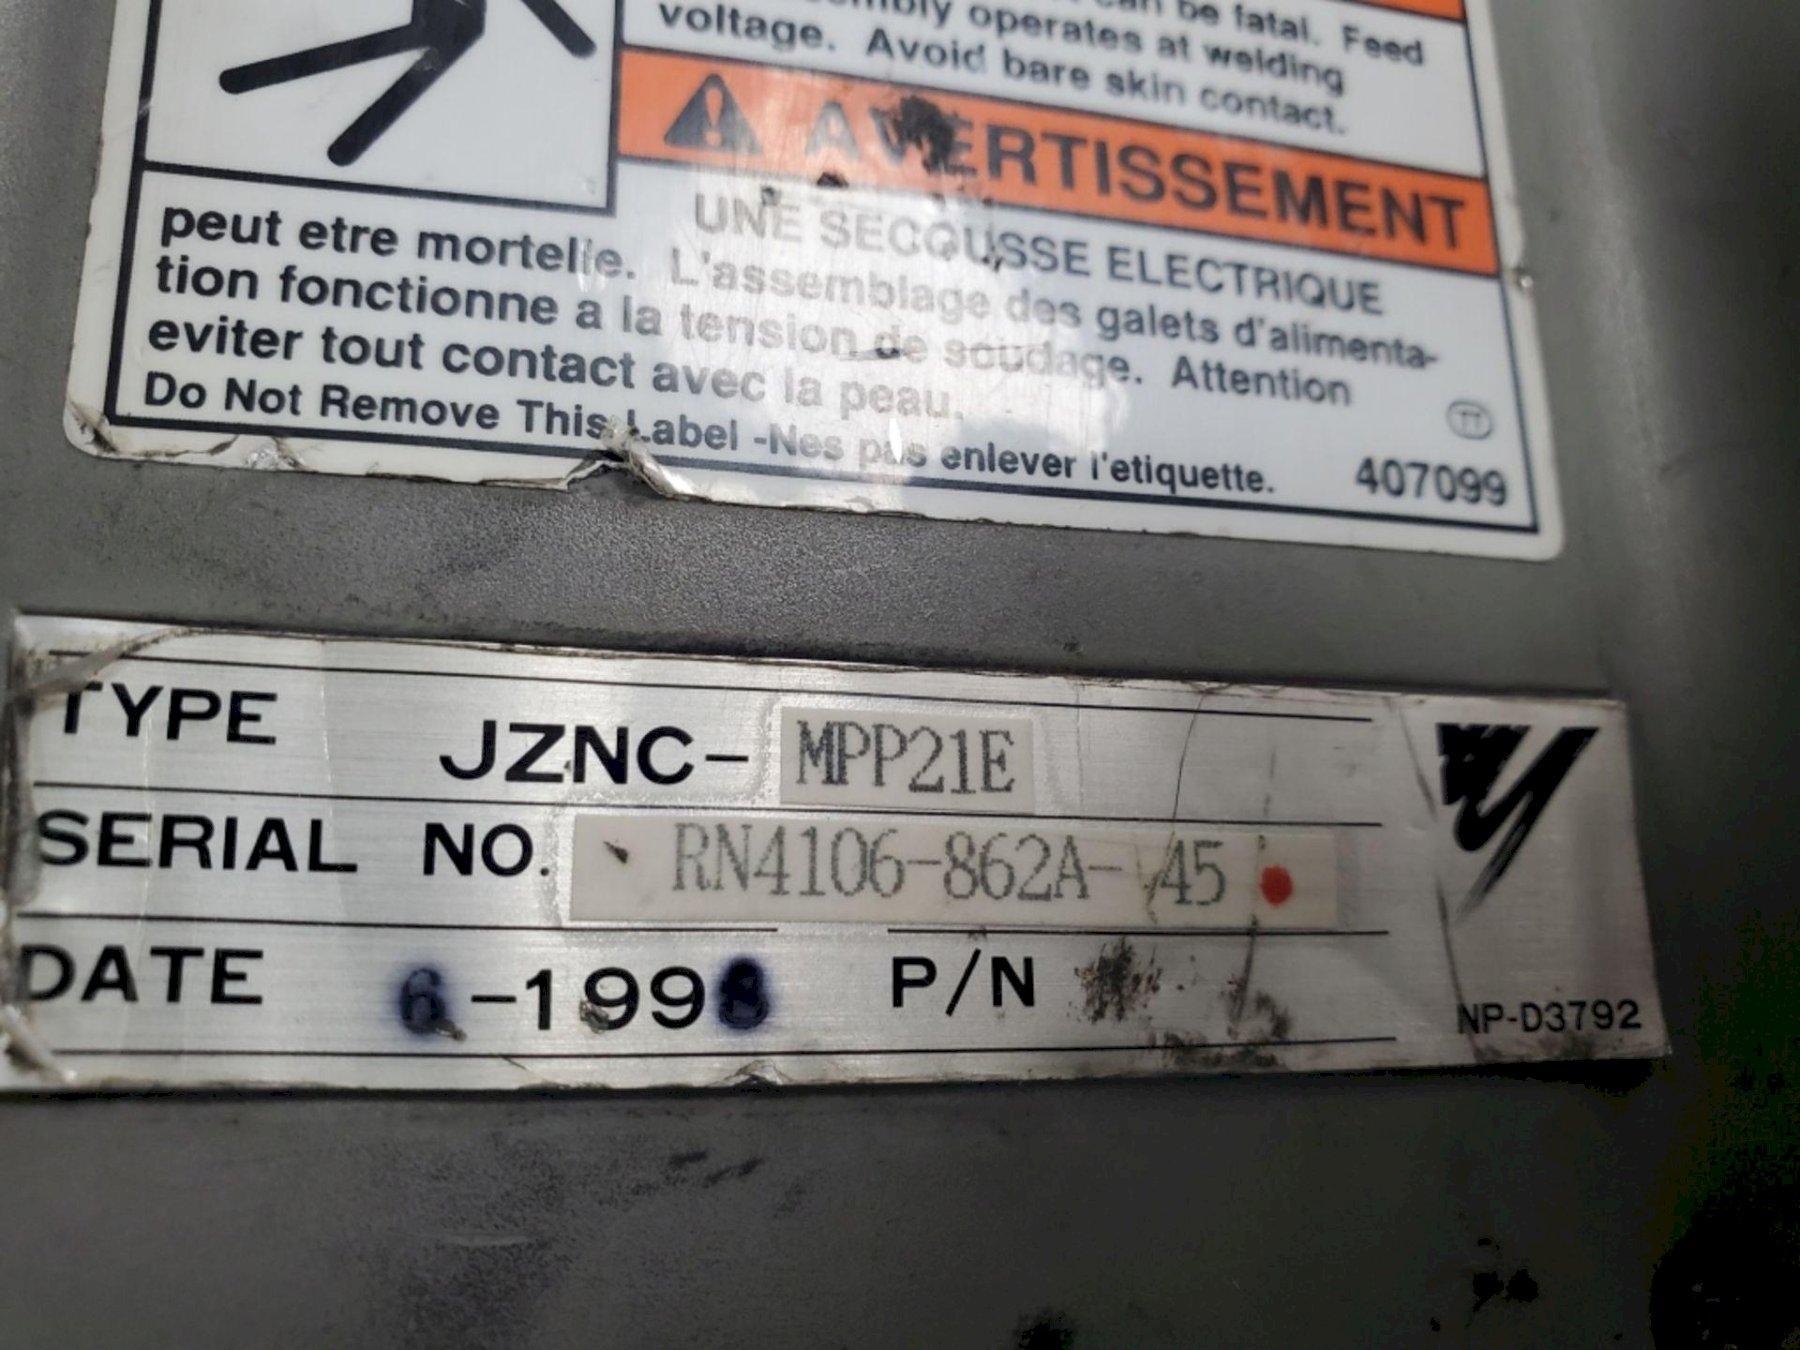 can be fatal. Feed
operates at welding
voltage. Avoid bare skin contact.
AVERTISSEMENT
UNE SECOUSSE ELECTRIQUE
peut etre mortelle. L'assemblage des galets d'alimenta-
tion fonctionne a la tension de soudage. Attention
eviter tout contact avec la peau.
Do Not Remove This Label -Nes pas enlever l'etiquette. 407099
TYPE JZNC-MPP21E
SERIAL NO. RN4106-862A- 45
DATE 6-1998 P/N
NP-D3792